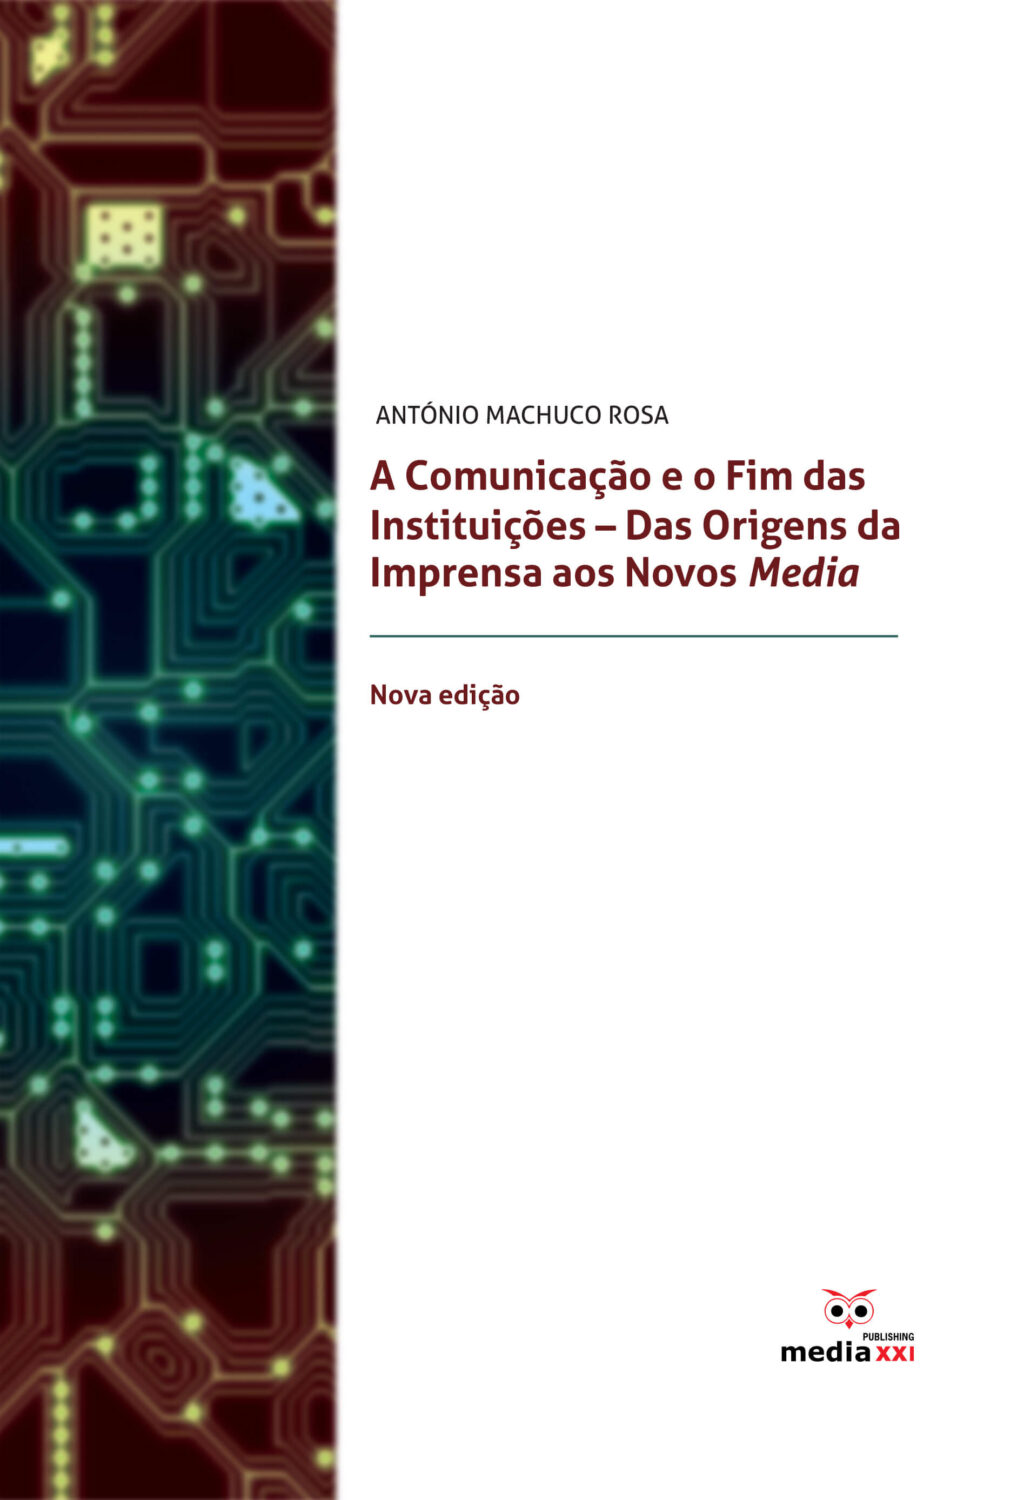 ANTÓNIO MACHUCO ROSA
A Comunicação e o Fim das
Instituições – Das Origens da
Imprensa aos Novos Media
Nova edição
PUBLISHING
media XXI